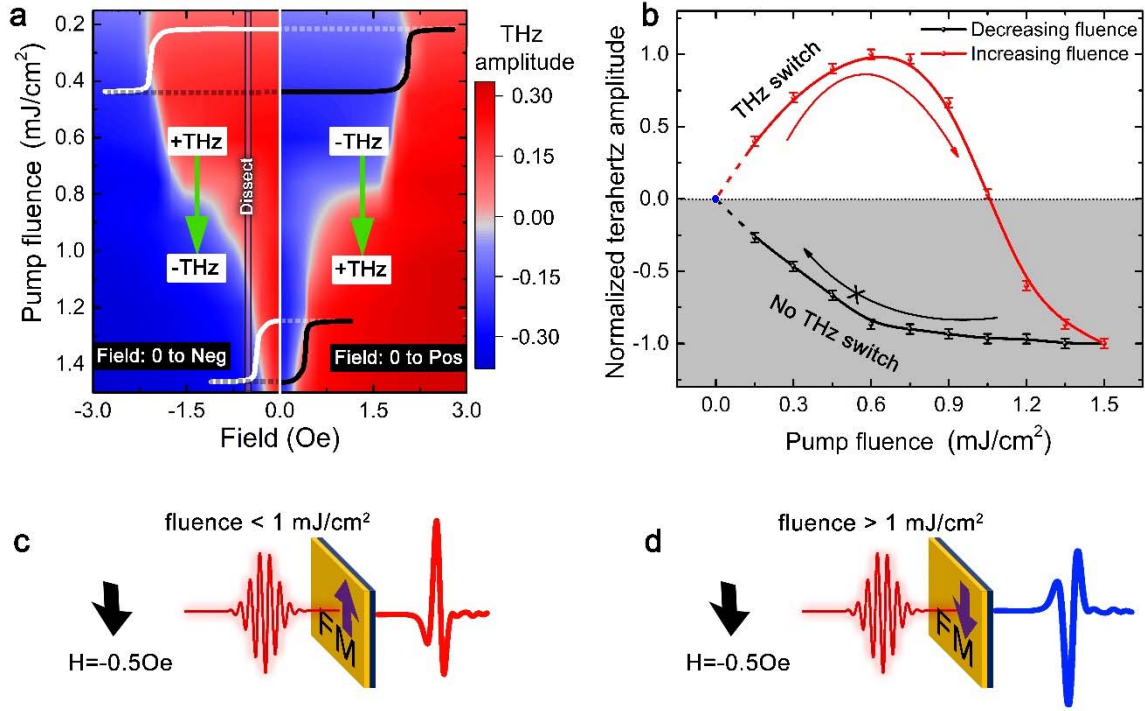 a
0.2
0.4
0.6
0.8
1.0
1.2
1.4
Pump fluence (mJ/cm²)
+THz
-THz
-THz
+THz
Dissect
Field: 0 to Neg
Field: 0 to Pos
-3.0 -1.5 0.0 1.5 3.0
Field (Oe)
THz
amplitude
0.30
0.15
0.00
-0.15
-0.30
b
Decreasing fluence
Increasing fluence
THz switch
No THz switch
1.0
0.5
0.0
-0.5
-1.0
Normalized terahertz amplitude
0.0 0.3 0.6 0.9 1.2 1.5
Pump fluence (mJ/cm²)
c
fluence < 1 mJ/cm²
H=-0.5Oe
FM
d
fluence > 1 mJ/cm²
H=-0.5Oe
FM